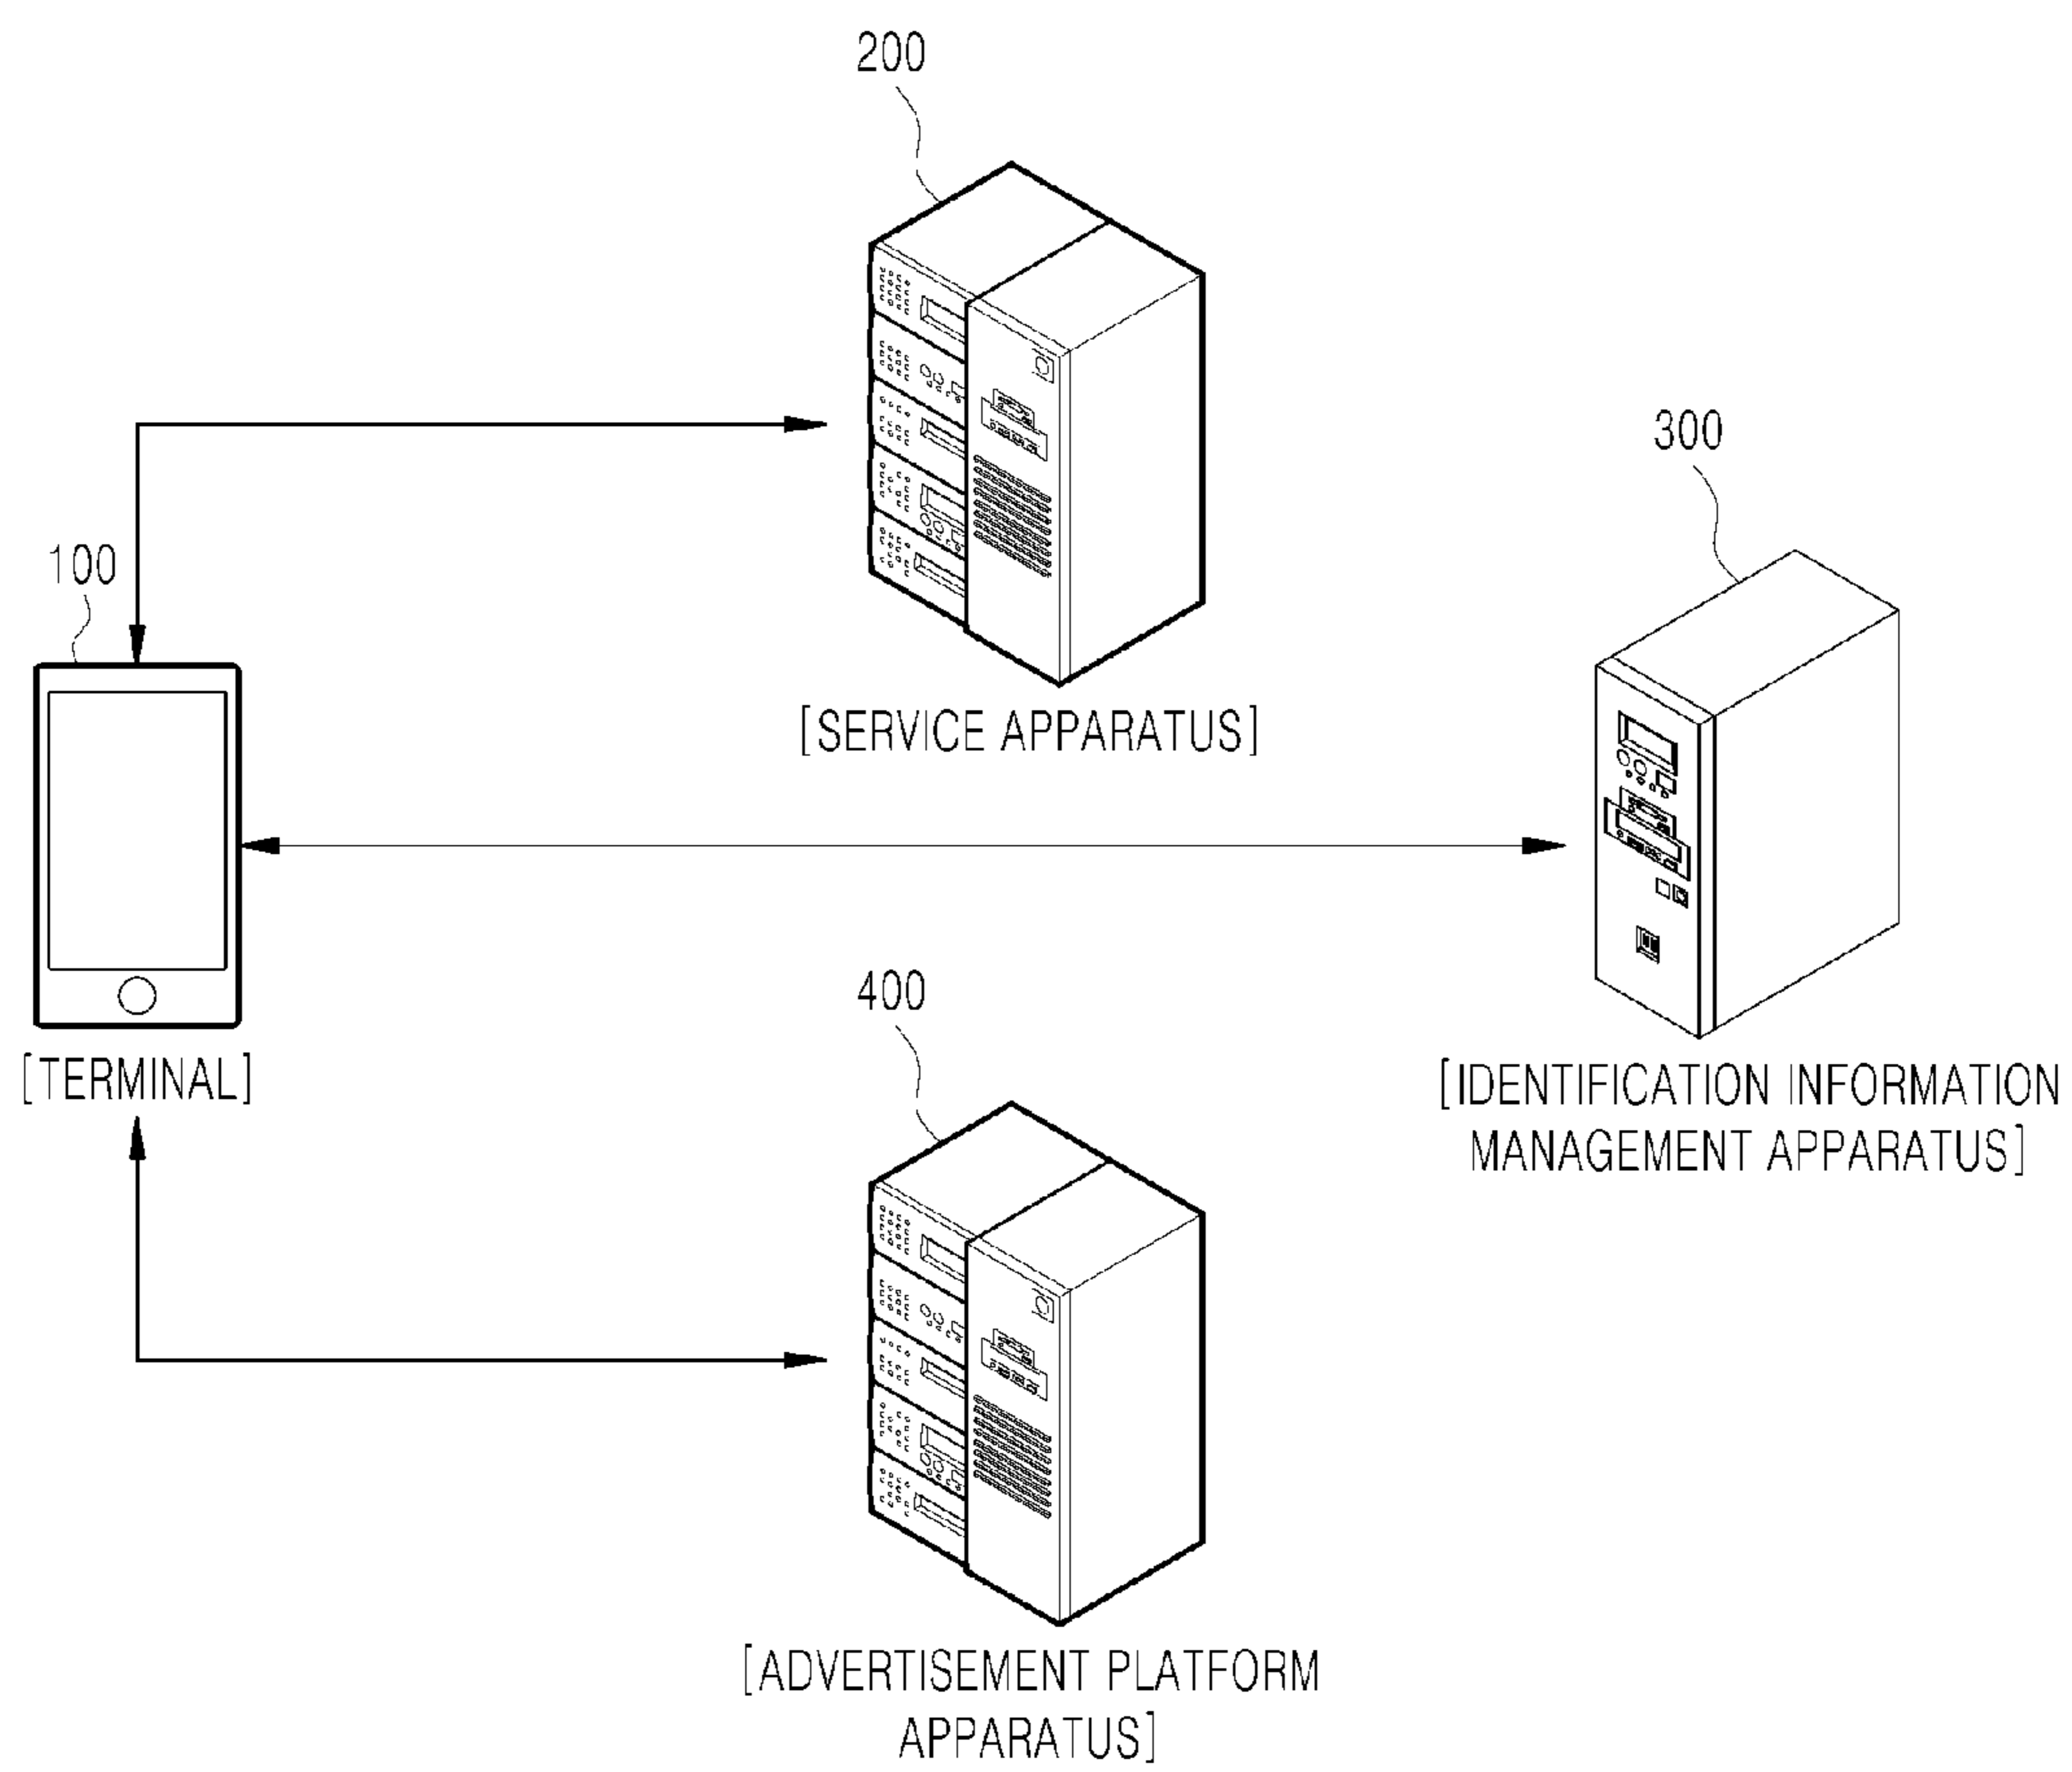 200
300
100
[SERVICE APPARATUS]
400
[TERMINAL]
[IDENTIFICATION INFORMATION
MANAGEMENT APPARATUS]
[ADVERTISEMENT PLATFORM
APPARATUS]